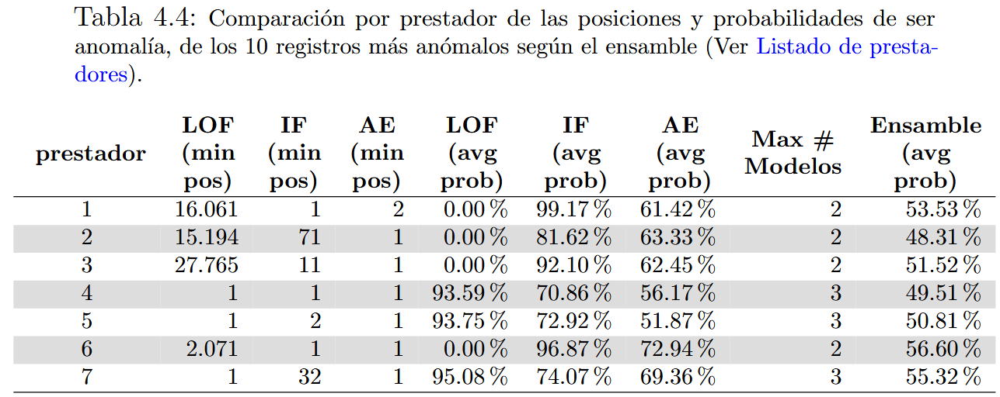 Tabla 4.4: Comparación por prestador de las posiciones y probabilidades de ser
anomalía, de los 10 registros más anómalos según el ensamble (Ver Listado de presta-
dores).
prestador LOF (min pos) IF (min pos) AE (min pos) LOF (avg prob) IF (avg prob) AE (avg prob) Max # Modelos Ensamble (avg prob)
1 16.061 1 2 0.00 % 99.17 % 61.42 % 2 53.53 %
2 15.194 71 1 0.00 % 81.62 % 63.33 % 2 48.31 %
3 27.765 11 1 0.00 % 92.10 % 62.45 % 2 51.52 %
4 1 1 1 93.59 % 70.86 % 56.17 % 3 49.51 %
5 1 2 1 93.75 % 72.92 % 51.87 % 3 50.81 %
6 2.071 1 1 0.00 % 96.87 % 72.94 % 2 56.60 %
7 1 32 1 95.08 % 74.07 % 69.36 % 3 55.32 %